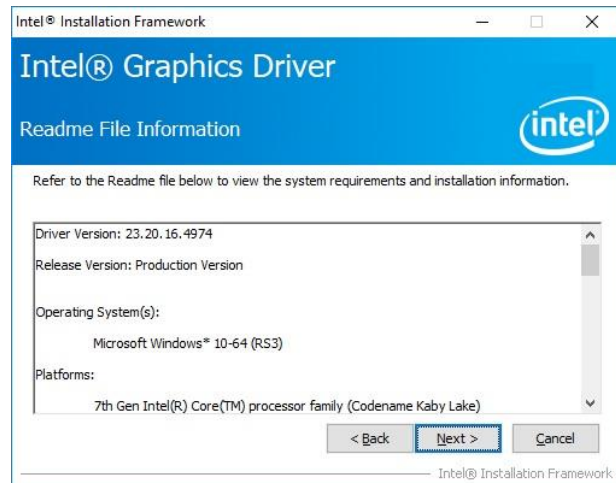 Intel® Installation Framework
Intel® Graphics Driver
Readme File Information
intel
Refer to the Readme file below to view the system requirements and installation information.
Driver Version: 23.20.16.4974
Release Version: Production Version
Operating System(s):
Microsoft Windows* 10-64 (RS3)
Platforms:
7th Gen Intel(R) Core(TM) processor family (Codename Kaby Lake)
< Back Next > Cancel
Intel® Installation Framework